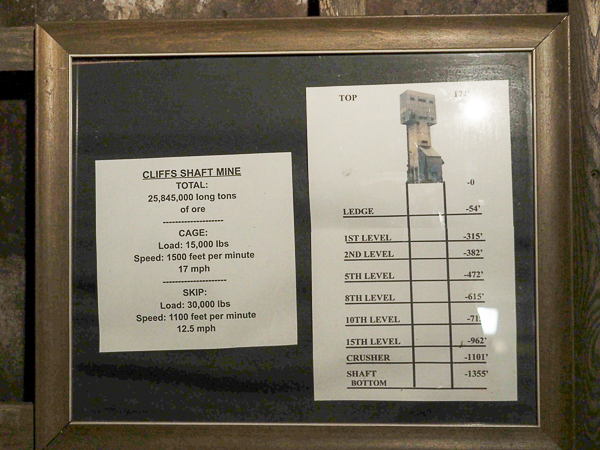 CLIFFS SHAFT MINE
TOTAL:
25,845,000 long tons
of ore
----------------------
CAGE:
Load: 15,000 lbs
Speed: 1500 feet per minute
17 mph
----------------------
SKIP:
Load: 30,000 lbs
Speed: 1100 feet per minute
12.5 mph
TOP
-0
LEDGE -54'
1ST LEVEL -315'
2ND LEVEL -382'
5TH LEVEL -472'
8TH LEVEL -615'
10TH LEVEL
15TH LEVEL -962'
CRUSHER -1101'
SHAFT BOTTOM -1355'